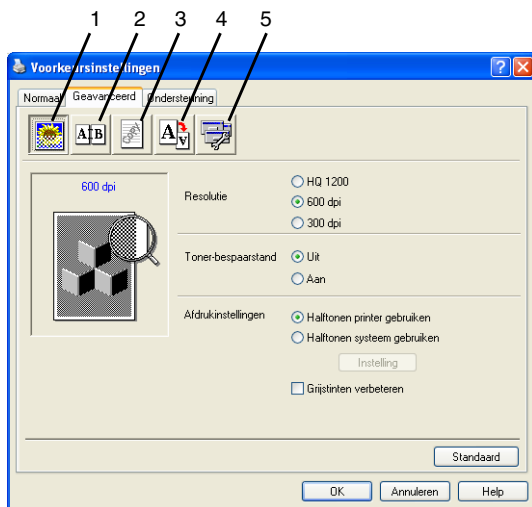 1 2 3 4 5
Voorkeursinstellingen
Normaal Geavanceerd Ondersteuning
A B COPY A A
600 dpi
Resolutie
HQ 1200
600 dpi
300 dpi
Toner-bespaarstand
Uit
Aan
Afdrukinstellingen
Halftonen printer gebruiken
Halftonen systeem gebruiken
Instelling
Grijstinten verbeteren
Standaard
OK Annuleren Help